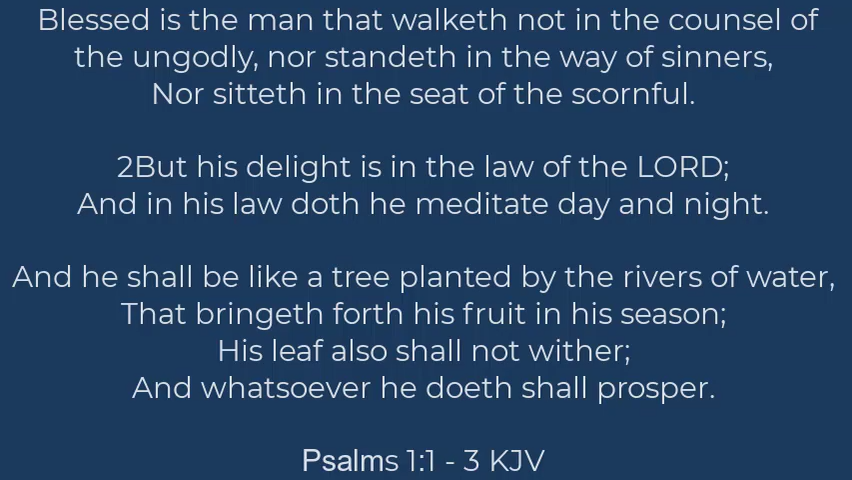 Blessed is the man that walketh not in the counsel of
the ungodly, nor standeth in the way of sinners,
Nor sitteth in the seat of the scornful.
2But his delight is in the law of the LORD;
And in his law doth he meditate day and night.
And he shall be like a tree planted by the rivers of water,
That bringeth forth his fruit in his season;
His leaf also shall not wither;
And whatsoever he doeth shall prosper.
Psalms 1:1 - 3 KJV